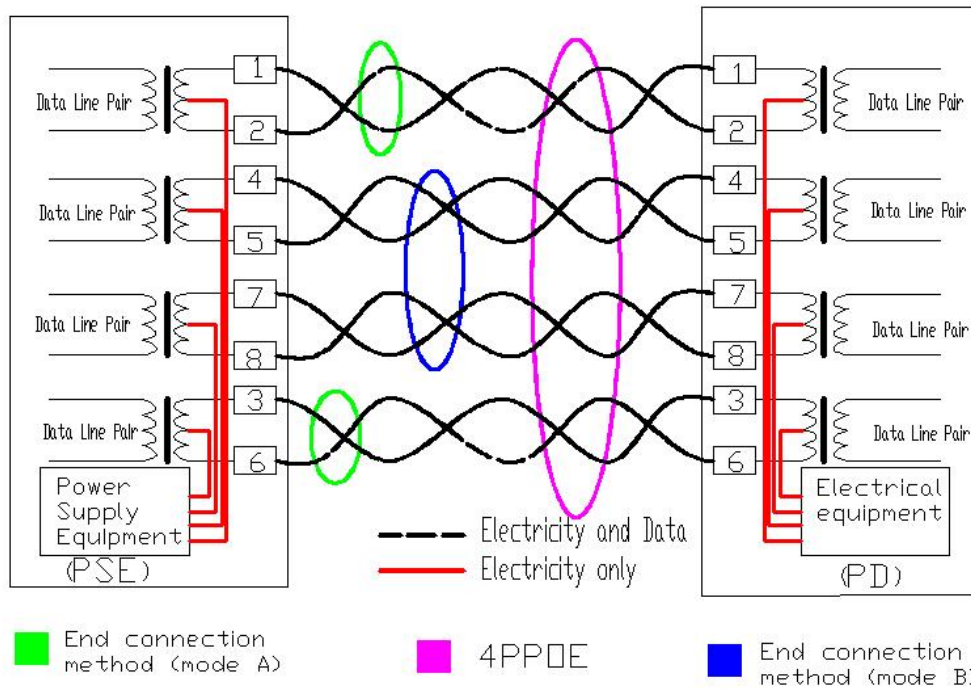 1
Data Line Pair
2
4
Data Line Pair
5
7
Data Line Pair
8
3
Data Line Pair
6
Power
Supply
Equipment
(PSE)
1
Data Line Pair
2
4
Data Line Pair
5
7
Data Line Pair
8
3
Data Line Pair
6
Electrical
equipment
(PD)
Electricity and Data
Electricity only
End connection
method (mode A)
4PPOE
End connection
method (mode B)